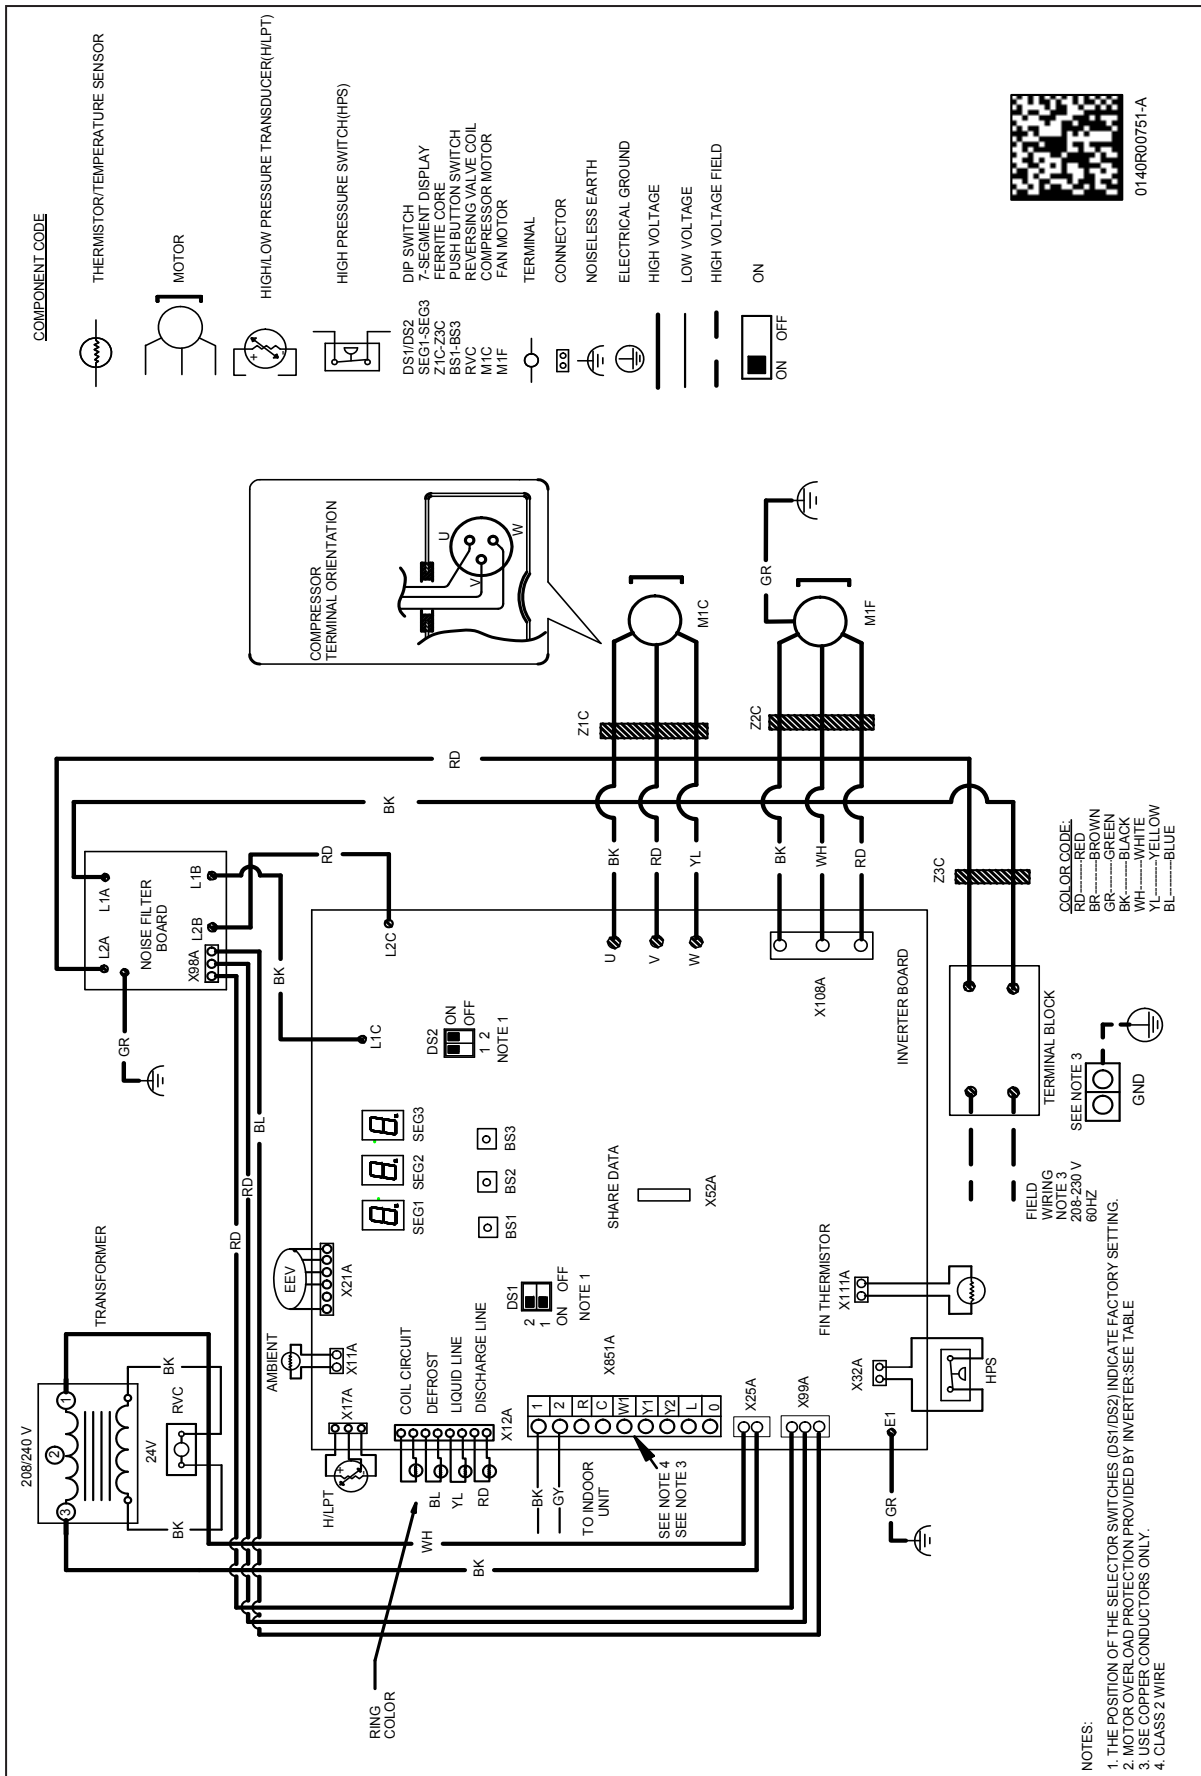 COMPONENT CODE
THERMISTOR/TEMPERATURE SENSOR
MOTOR
HIGH/LOW PRESSURE TRANSDUCER(H/LPT)
HIGH PRESSURE SWITCH(HPS)
DS1/DS2 DIP SWITCH
SEG1-SEG3 7-SEGMENT DISPLAY
Z1C-Z3C FERRITE CORE
BS1-BS3 PUSH BUTTON SWITCH
RVC REVERSING VALVE COIL
M1C COMPRESSOR MOTOR
M1F FAN MOTOR
TERMINAL
CONNECTOR
NOISELESS EARTH
ELECTRICAL GROUND
HIGH VOLTAGE
LOW VOLTAGE
HIGH VOLTAGE FIELD
ON OFF
ON
0140R00751-A
COMPRESSOR
TERMINAL ORIENTATION
U
V
W
M1C
M1F
GR
Z1C
Z2C
RD
BK
BK
RD
YL
BK
WH
RD
Z3C
NOISE FILTER
BOARD
L2A
L1A
X98A
L2B
L1B
GR
RD
BK
L2C
L1C
U
V
W
X108A
INVERTER BOARD
DS2
ON
OFF
1 2
NOTE 1
SEG1
SEG2
SEG3
BS1
BS2
BS3
SHARE DATA
X52A
DS1
2
1
ON OFF
NOTE 1
TRANSFORMER
208/240 V
1
2
3
24V
RVC
BK
BK
RD
RD
BL
EEV
X21A
AMBIENT
X11A
X17A
H/LPT
COIL CIRCUIT
DEFROST
LIQUID LINE
DISCHARGE LINE
X12A
BL
YL
RD
RING
COLOR
WH
BK
X851A
1
2
R
C
W1
Y1
Y2
L
0
BK
GY
TO INDOOR
UNIT
SEE NOTE 4
SEE NOTE 3
X25A
X99A
FIN THERMISTOR
X111A
X32A
HPS
E1
GR
TERMINAL BLOCK
SEE NOTE 3
GND
FIELD
WIRING
NOTE 3
208-230 V
60HZ
COLOR CODE:
RD--------RED
BR--------BROWN
GR--------GREEN
BK--------BLACK
WH--------WHITE
YL--------YELLOW
BL--------BLUE
NOTES:
1. THE POSITION OF THE SELECTOR SWITCHES (DS1/DS2) INDICATE FACTORY SETTING.
2. MOTOR OVERLOAD PROTECTION PROVIDED BY INVERTER:SEE TABLE
3. USE COPPER CONDUCTORS ONLY.
4. CLASS 2 WIRE